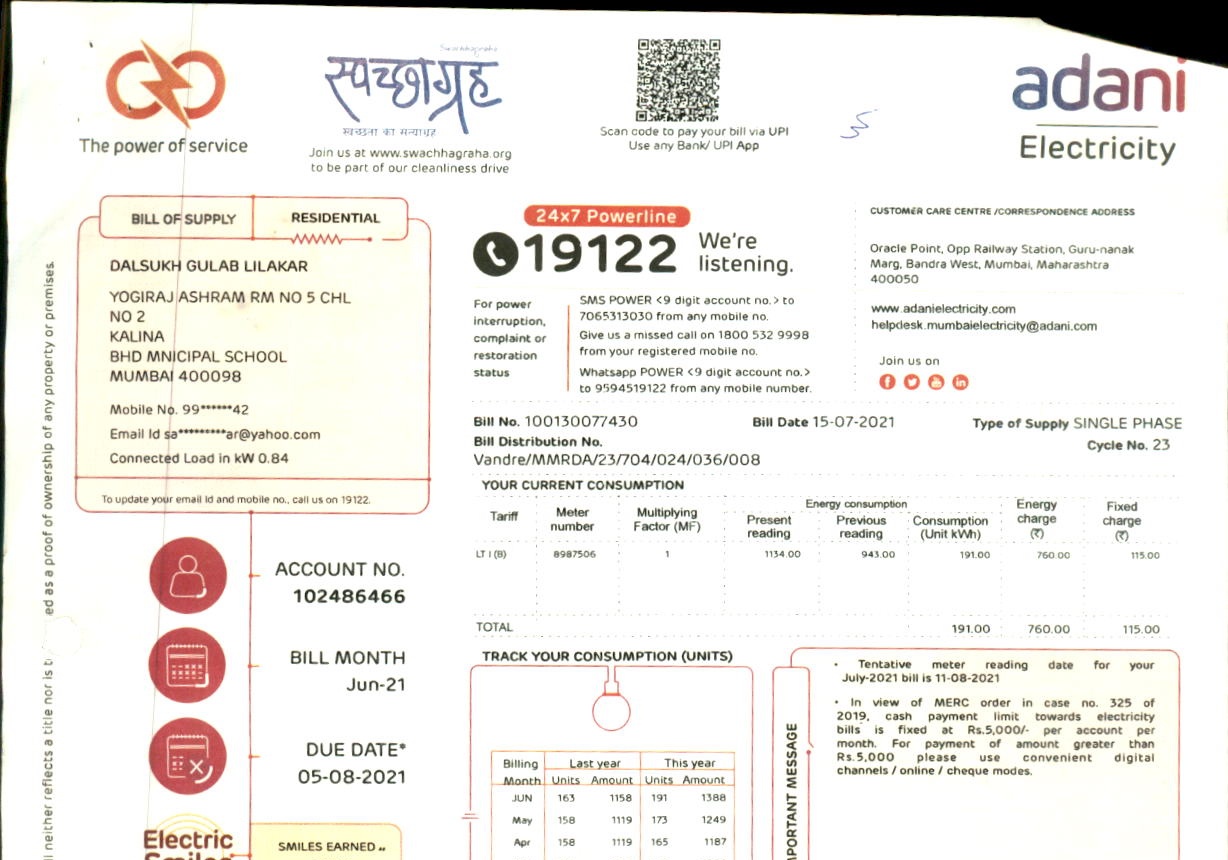 The power of service
Swachhagraha
स्वच्छाग्रह
स्वच्छता का सत्याग्रह
Join us at www.swachhagraha.org
to be part of our cleanliness drive
Scan code to pay your bill via UPI
Use any Bank/ UPI App
adani
Electricity
BILL OF SUPPLY
RESIDENTIAL
DALSUKH GULAB LILAKAR
YOGIRAJ ASHRAM RM NO 5 CHL
NO 2
KALINA
BHD MNICIPAL SCHOOL
MUMBAI 400098
Mobile No. 99******42
Email Id sa*********ar@yahoo.com
Connected Load in kW 0.84
To update your email Id and mobile no., call us on 19122.
24x7 Powerline
19122 We're
listening.
For power
interruption,
complaint or
restoration
status
SMS POWER <9 digit account no.> to
7065313030 from any mobile no.
Give us a missed call on 1800 532 9998
from your registered mobile no.
Whatsapp POWER <9 digit account no.>
to 9594519122 from any mobile number.
CUSTOMER CARE CENTRE /CORRESPONDENCE ADDRESS
Oracle Point, Opp Railway Station, Guru-nanak
Marg, Bandra West, Mumbai, Maharashtra
400050
www.adanielectricity.com
helpdesk.mumbaielectricity@adani.com
Join us on
Bill No. 100130077430 Bill Date 15-07-2021 Type of Supply SINGLE PHASE
Bill Distribution No. Cycle No. 23
Vandre/MMRDA/23/704/024/036/008
YOUR CURRENT CONSUMPTION
Tariff Meter number Multiplying Factor (MF) Energy consumption Present reading Previous reading Consumption (Unit kWh) Energy charge (₹) Fixed charge (₹)
LT I (B) 8987506 1 1134.00 943.00 191.00 760.00 115.00
TOTAL 191.00 760.00 115.00
ACCOUNT NO.
102486466
BILL MONTH
Jun-21
DUE DATE*
05-08-2021
Electric
Smiles
SMILES EARNED
TRACK YOUR CONSUMPTION (UNITS)
Billing Month Last year This year
Units Amount Units Amount
JUN 163 1158 191 1388
May 158 1119 173 1249
Apr 158 1119 165 1187
PORTANT MESSAGE
• Tentative meter reading date for your
July-2021 bill is 11-08-2021
• In view of MERC order in case no. 325 of
2019, cash payment limit towards electricity
bills is fixed at Rs.5,000/- per account per
month. For payment of amount greater than
Rs.5,000 please use convenient digital
channels / online / cheque modes.
ll neither reflects a title nor is t
ed as a proof of ownership of any property or premises.